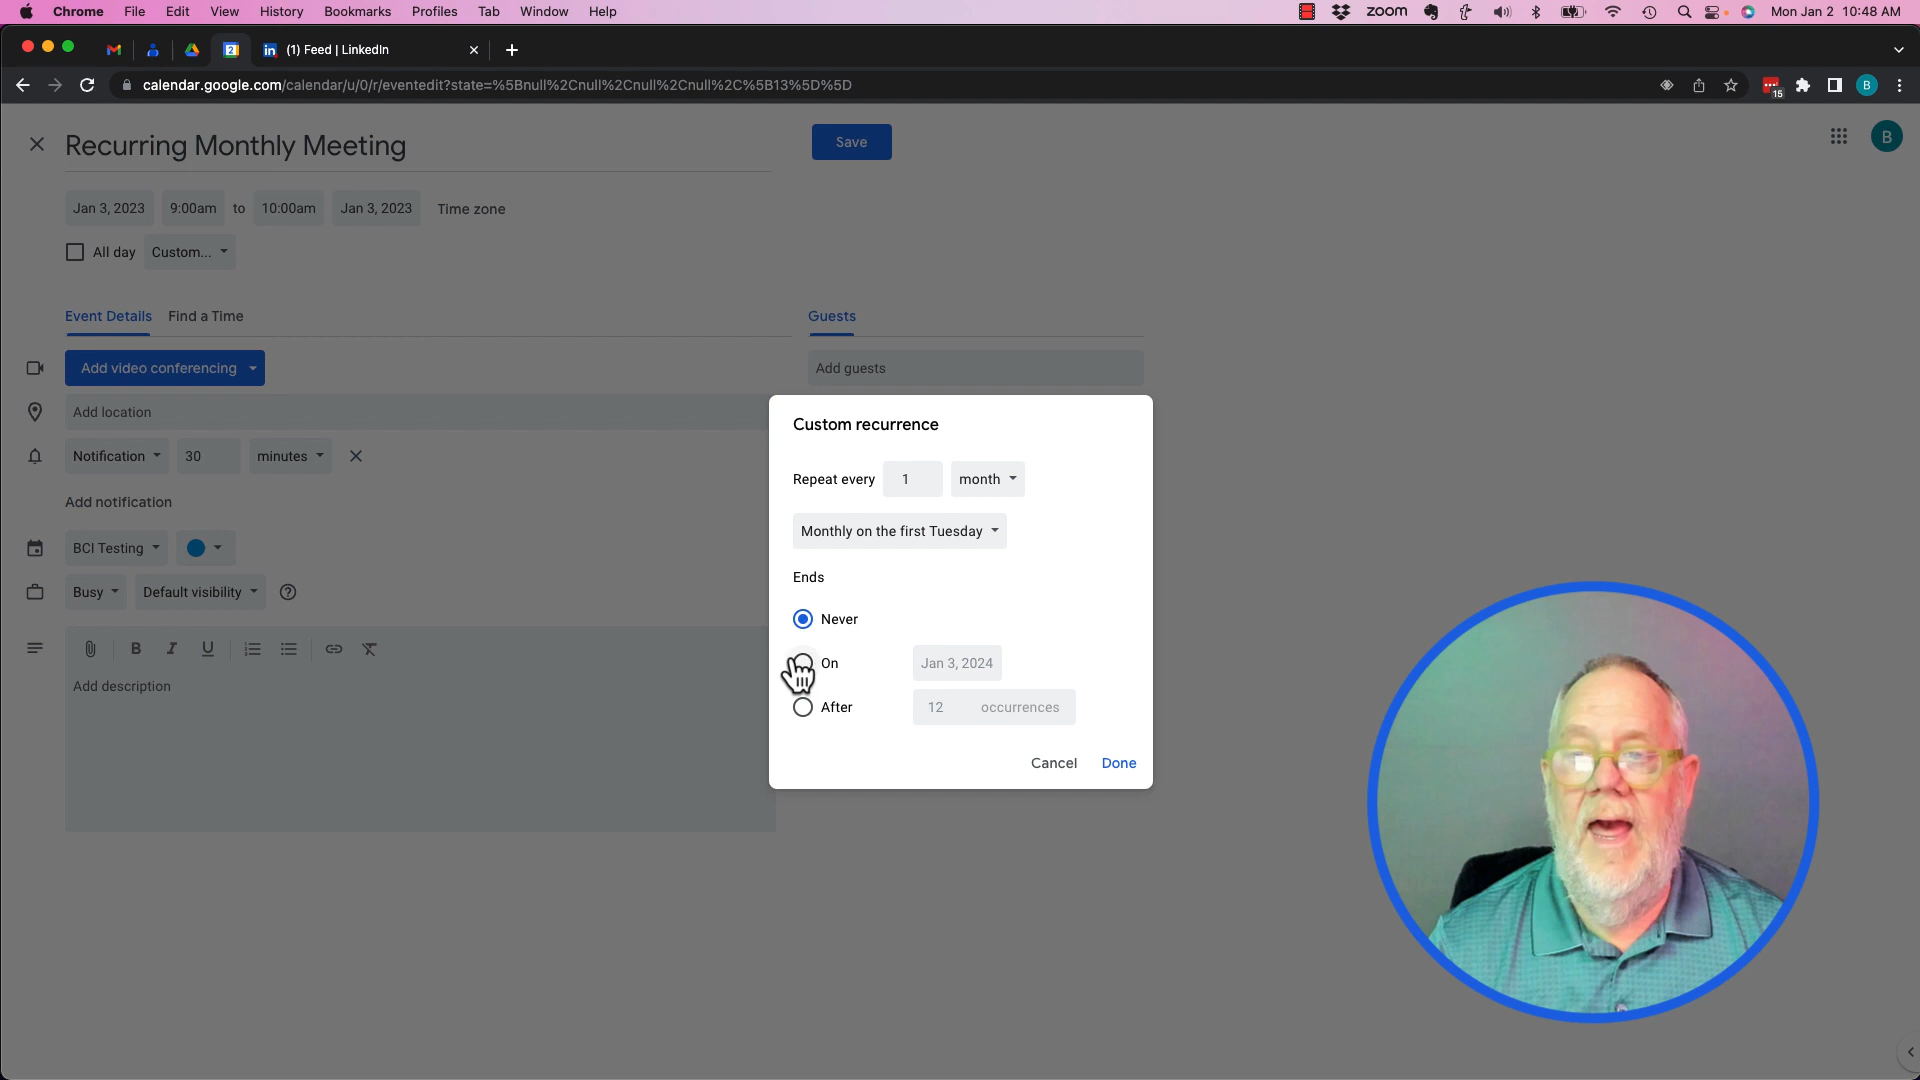 Chrome File Edit View History Bookmarks Profiles Tab Window Help zoom Mon Jan 2 10:48 AM
2 in (1) Feed | LinkedIn
calendar.google.com/calendar/u/0/r/eventedit?state=%5Bnull%2Cnull%2Cnull%2Cnull%2C%5B13%5D%5D 15 B
Recurring Monthly Meeting Save B
Jan 3, 2023 9:00am to 10:00am Jan 3, 2023 Time zone
All day Custom...
Event Details Find a Time Guests
Add video conferencing Add guests
Add location
Notification 30 minutes
Add notification
BCI Testing
Busy Default visibility ?
B I U
Add description
Custom recurrence
Repeat every 1 month
Monthly on the first Tuesday
Ends
Never
On Jan 3, 2024
After 12 occurrences
Cancel Done